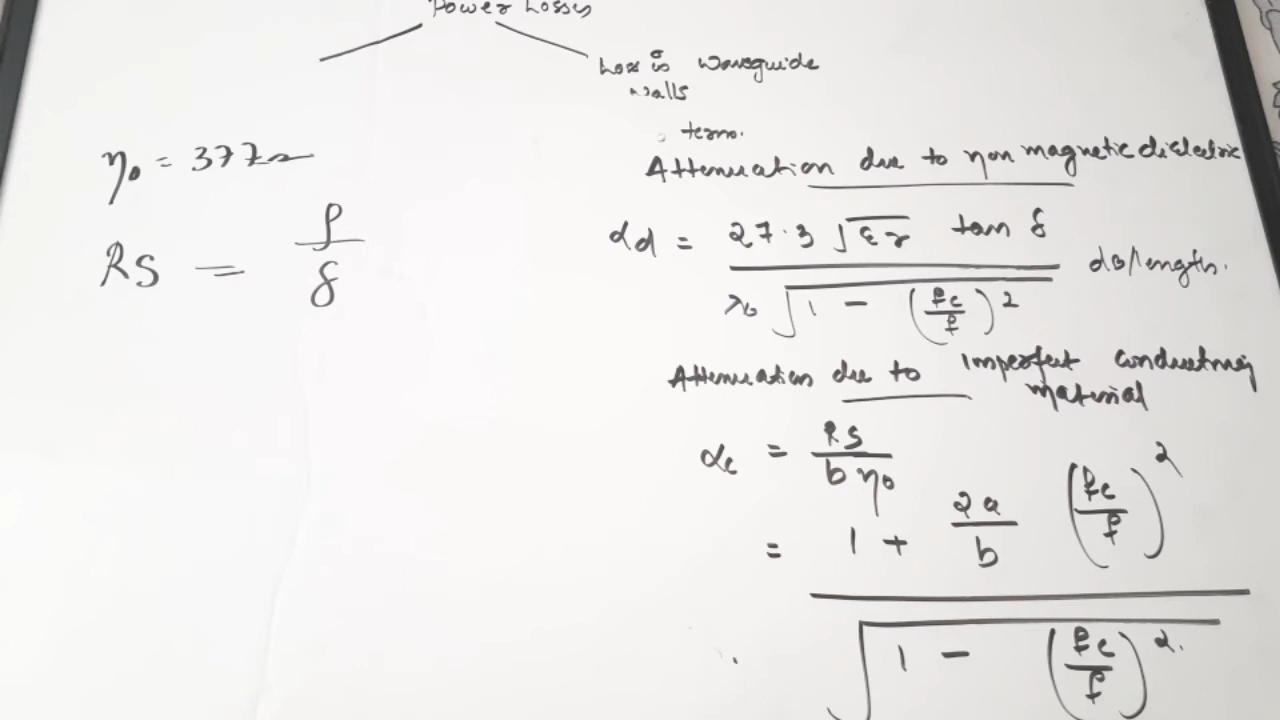 Power Losses
Loss in Waveguide
walls
η₀ = 377Ω
Rs = ρ/δ
Attenuation due to non magnetic dielectric
αd = 27.3 √εr tan δ / λ₀ √(1 − (fc/f)²) db/length.
Attenuation due to imperfect conducting
material
αc = Rs / b η₀
= 1 + 2a/b (fc/f)² / √(1 − (fc/f)²)